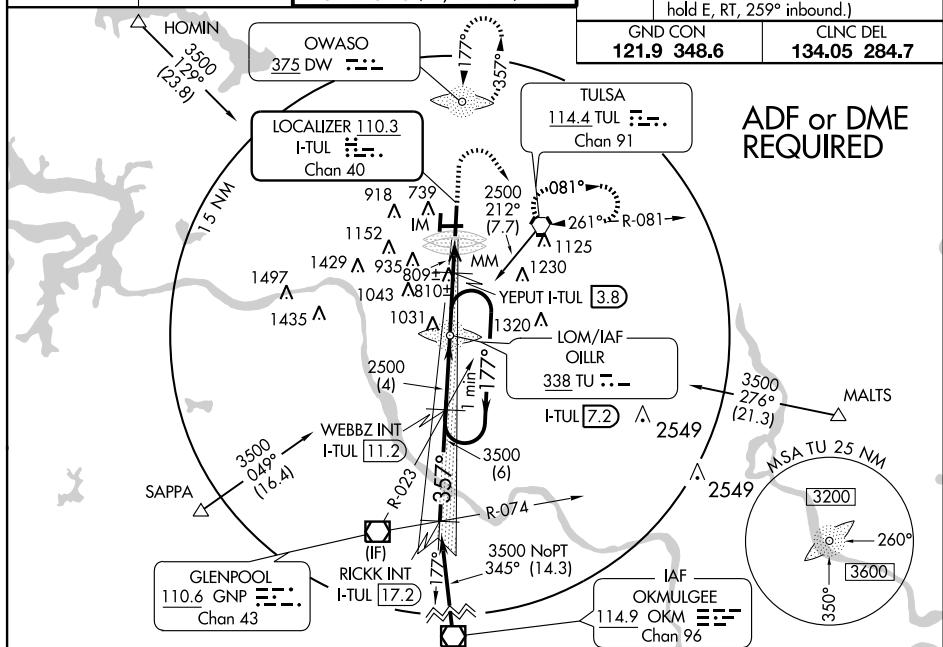 hold E, RT, 259° inbound.)
GND CON
121.9 348.6
CLNC DEL
134.05 284.7
HOMIN
3500
129°
(23.8)
OWASO
375 DW
177°
357°
TULSA
114.4 TUL
Chan 91
ADF or DME
REQUIRED
LOCALIZER 110.3
I-TUL
Chan 40
15 NM
918
739
IM
2500
212°
(7.7)
081°
261°
R-081
1125
1152
1429
935
809±
MM
1230
1497
1043
810±
YEPUT I-TUL 3.8
1435
1031
1320
LOM/IAF
OILLR
338 TU
I-TUL 7.2
2500
(4)
1 min
177°
3500
276°
(21.3)
MALTS
2549
WEBBZ INT
I-TUL 11.2
3500
(6)
3500
049°
(16.4)
SAPPA
R-023
357°
R-074
2549
MSA TU 25 NM
3200
260°
3600
350°
(IF)
RICKK INT
I-TUL 17.2
177°
3500 NoPT
345° (14.3)
GLENPOOL
110.6 GNP
Chan 43
IAF
OKMULGEE
114.9 OKM
Chan 96